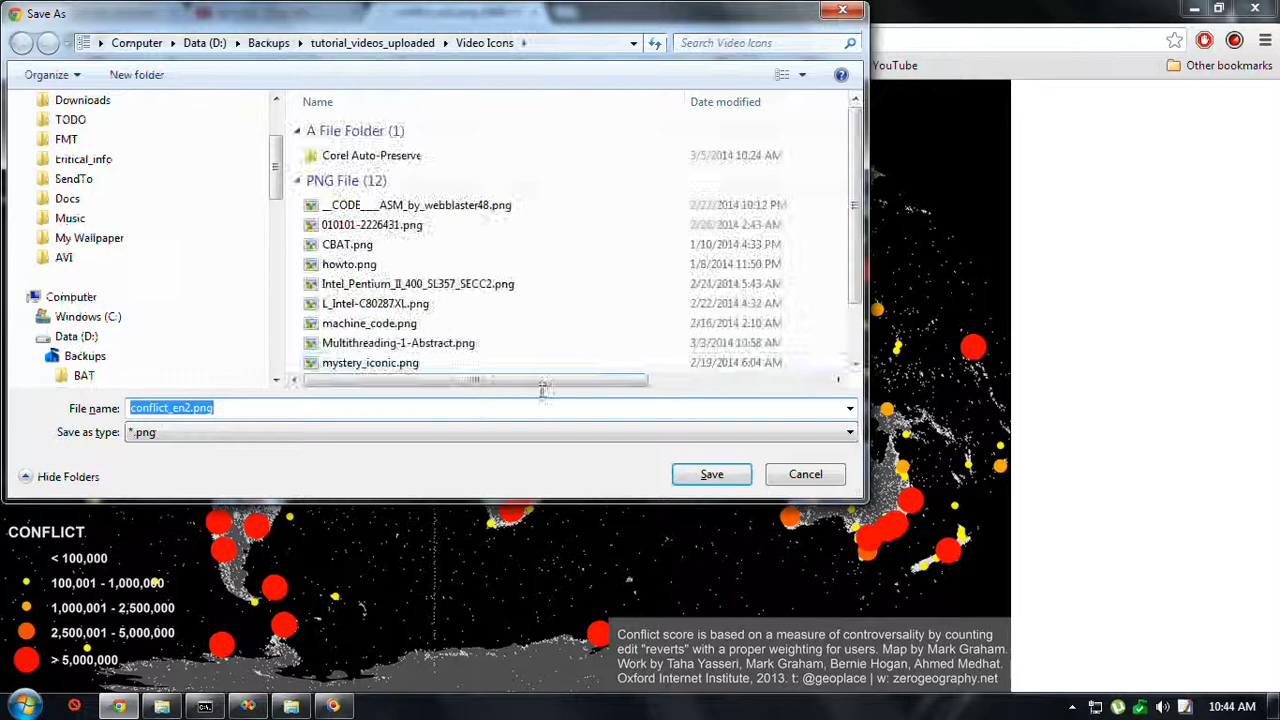 Save As
Computer Data (D:) Backups tutorial_videos_uploaded Video Icons
Search Video Icons
YouTube
Other bookmarks
Organize
New folder
Name
Date modified
Downloads
TODO
FMT
critical_info
SendTo
Docs
Music
My Wallpaper
AVI
Computer
Windows (C:)
Data (D:)
Backups
BAT
A File Folder (1)
Corel Auto-Preserve 3/5/2014 10:24 AM
PNG File (12)
__CODE___ASM_by_webblaster48.png 2/22/2014 10:12 PM
010101-2226431.png 2/20/2014 2:43 AM
CBAT.png 1/10/2014 4:33 PM
howto.png 1/8/2014 11:50 PM
Intel_Pentium_II_400_SL357_SECC2.png 2/24/2014 5:43 AM
L_Intel-C80287XL.png 2/22/2014 4:32 AM
machine_code.png 2/16/2014 2:10 AM
Multithreading-1-Abstract.png 3/3/2014 10:58 AM
mystery_iconic.png 2/19/2014 6:04 AM
File name: conflict_en2.png
Save as type: *.png
Hide Folders
Save
Cancel
CONFLICT
< 100,000
100,001 - 1,000,000
1,000,001 - 2,500,000
2,500,001 - 5,000,000
> 5,000,000
Conflict score is based on a measure of controversality by counting
edit "reverts" with a proper weighting for users. Map by Mark Graham.
Work by Taha Yasseri, Mark Graham, Bernie Hogan, Ahmed Medhat.
Oxford Internet Institute, 2013. t: @geoplace | w: zerogeography.net
10:44 AM